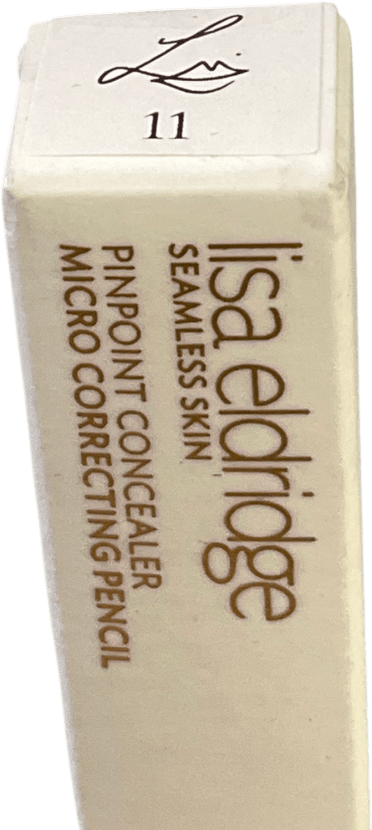 11
lisa eldridge
SEAMLESS SKIN
PINPOINT CONCEALER
MICRO CORRECTING PENCIL